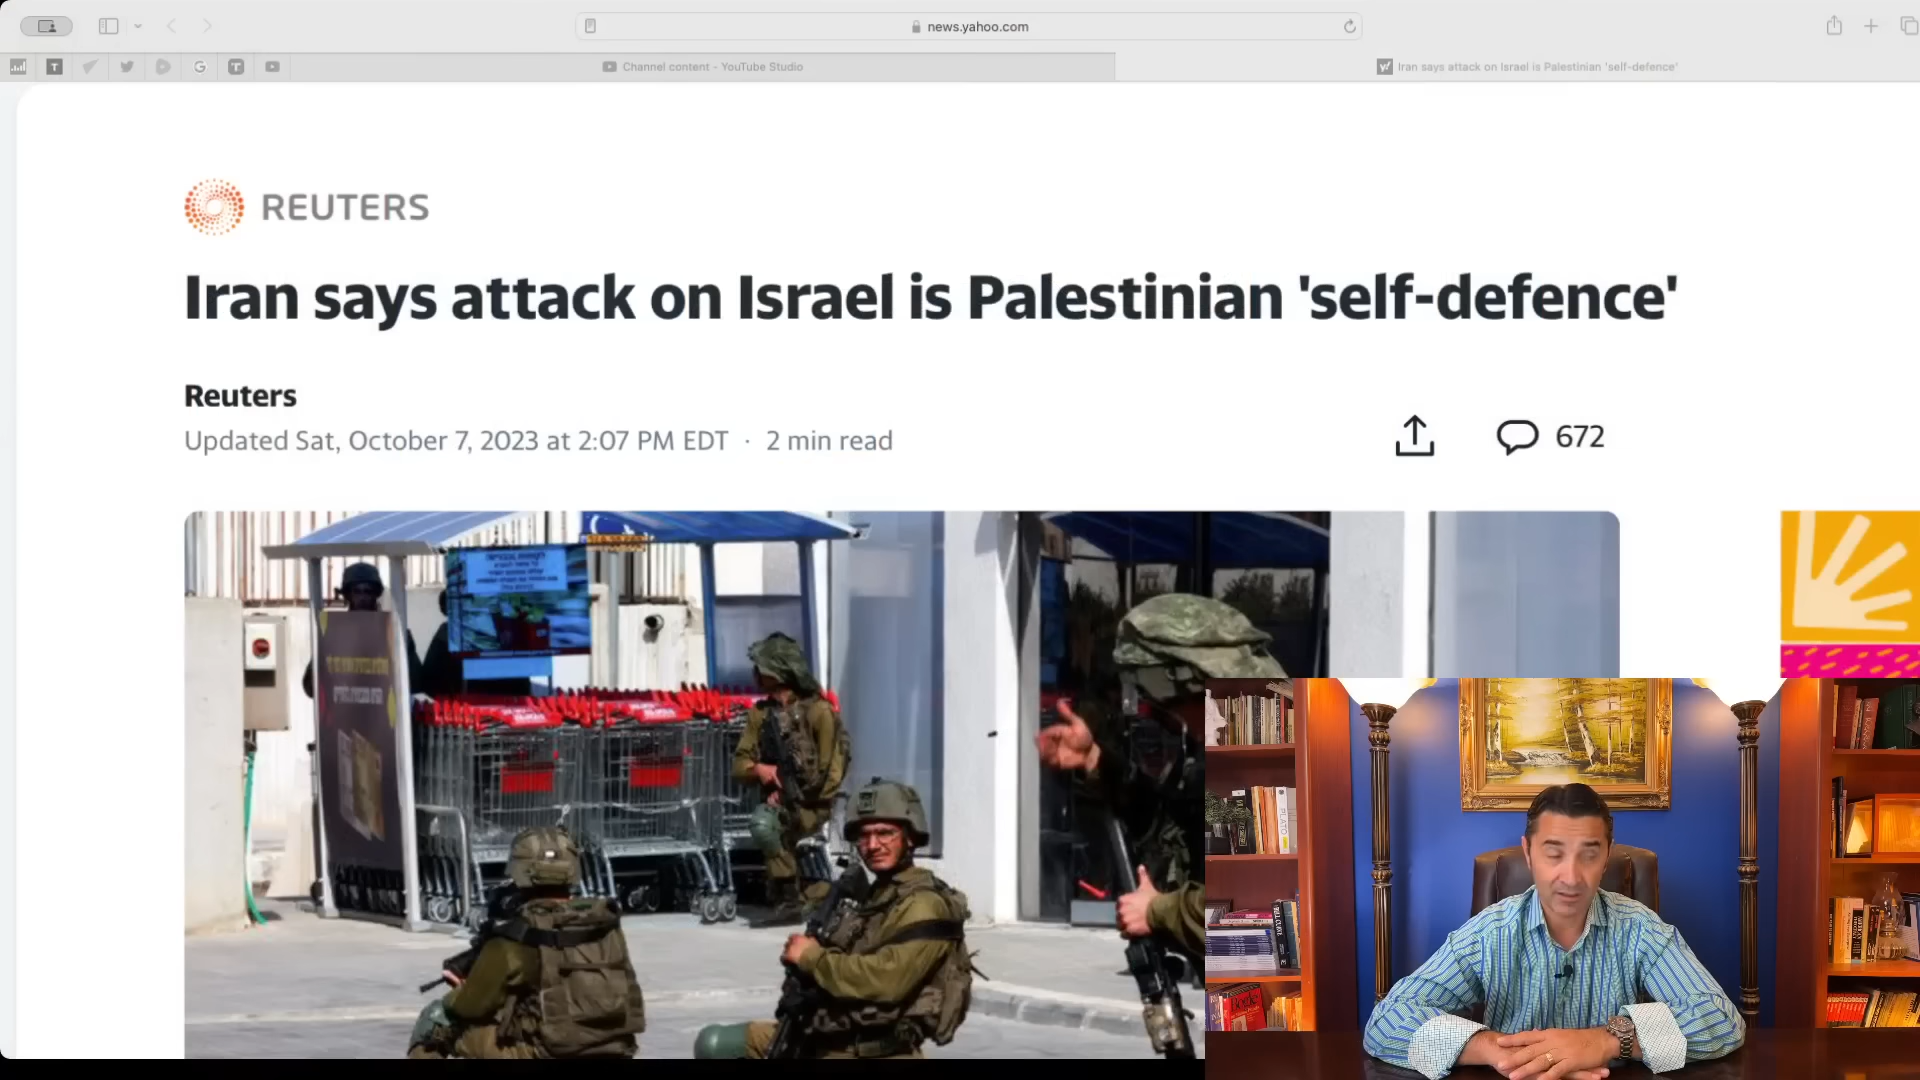 news.yahoo.com
Channel content - YouTube Studio
Iran says attack on Israel is Palestinian 'self-defence'
REUTERS
Iran says attack on Israel is Palestinian 'self-defence'
Reuters
Updated Sat, October 7, 2023 at 2:07 PM EDT · 2 min read
672
PLATO